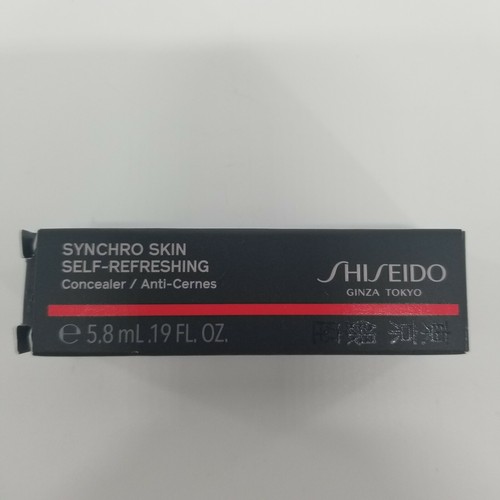 SYNCHRO SKIN
SELF-REFRESHING
Concealer / Anti-Cernes
SHISEIDO
GINZA TOKYO
℮ 5.8 mL .19 FL. OZ.